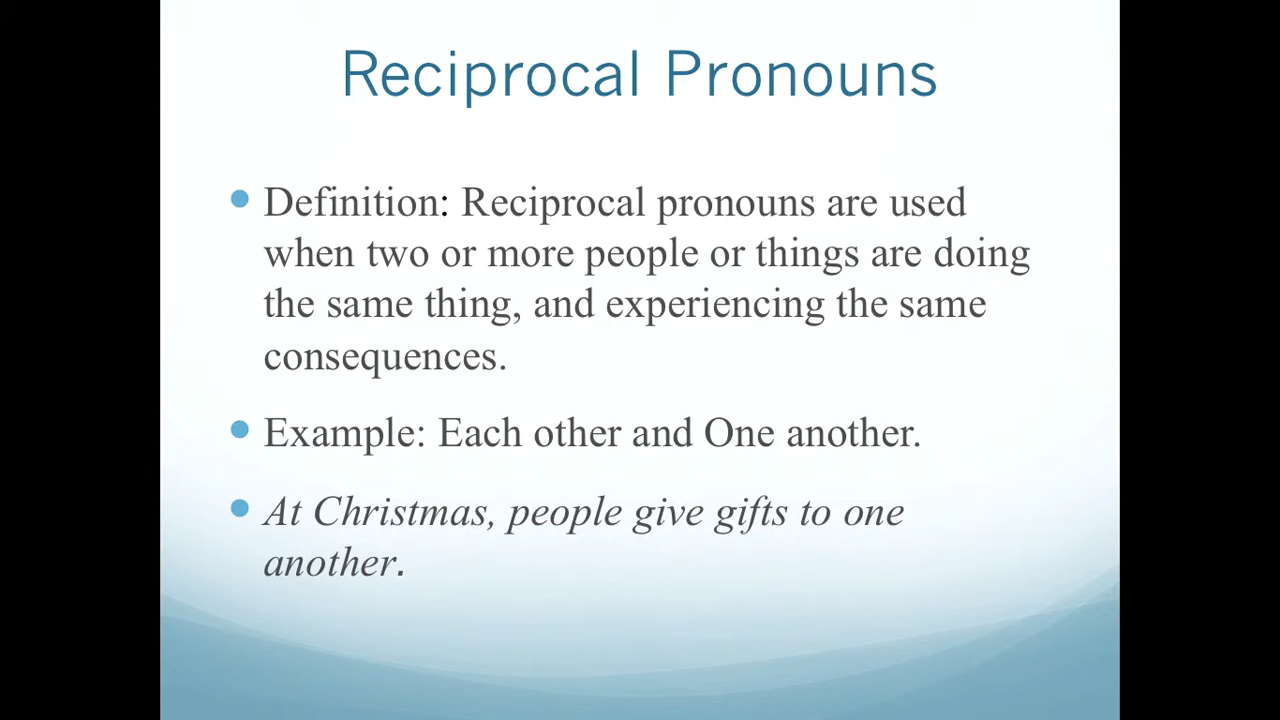 Reciprocal Pronouns
Definition: Reciprocal pronouns are used
when two or more people or things are doing
the same thing, and experiencing the same
consequences.
Example: Each other and One another.
At Christmas, people give gifts to one
another.